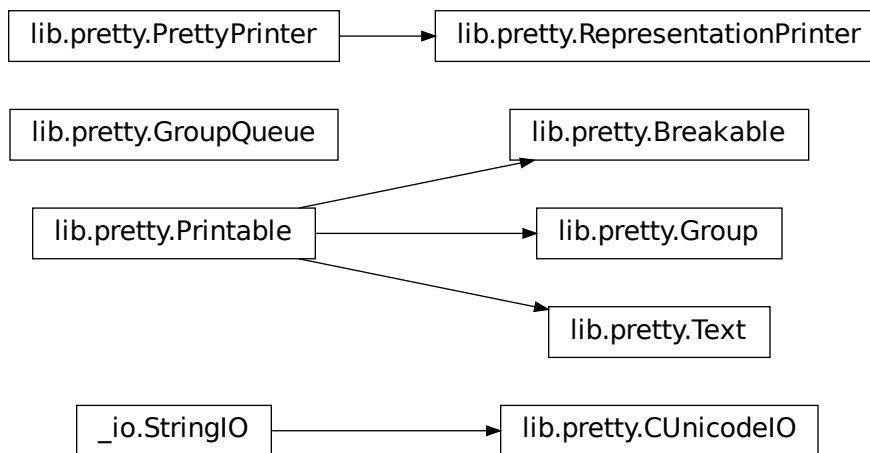 lib.pretty.PrettyPrinter
lib.pretty.RepresentationPrinter
lib.pretty.GroupQueue
lib.pretty.Breakable
lib.pretty.Printable
lib.pretty.Group
lib.pretty.Text
_io.StringIO
lib.pretty.CUnicodeIO